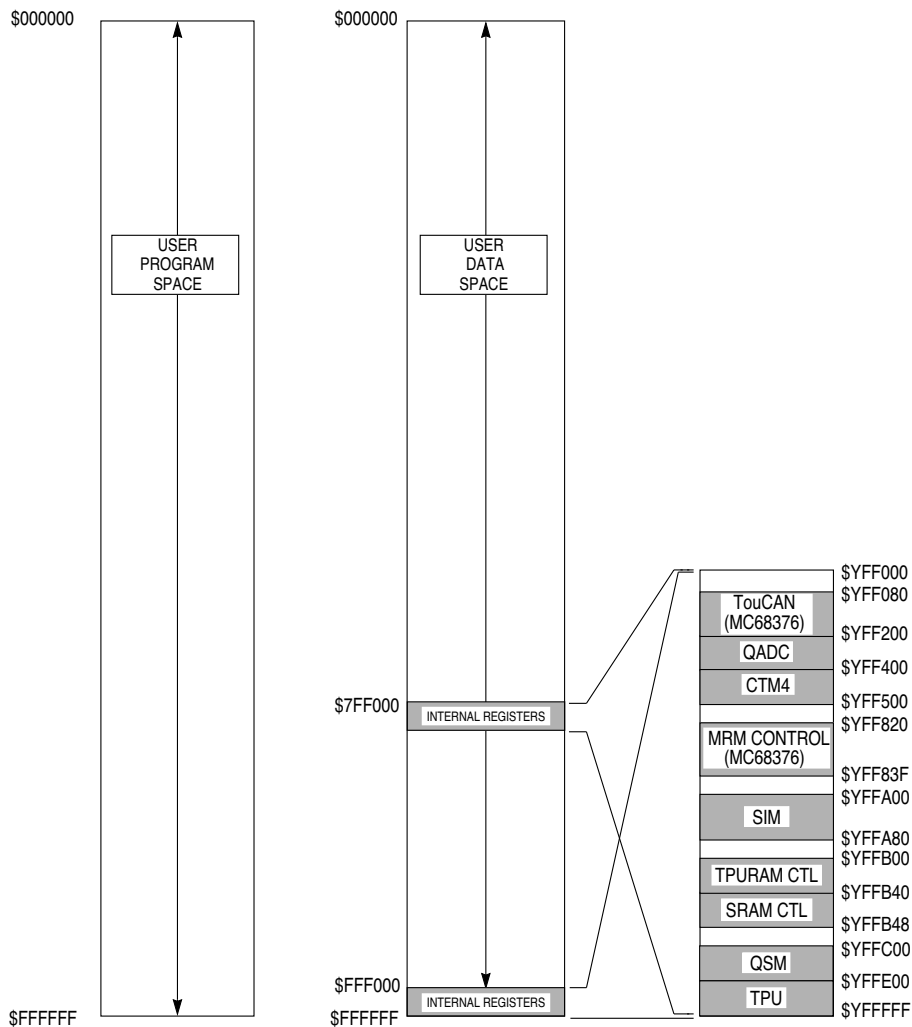 $000000
USER
PROGRAM
SPACE
$FFFFFF
$000000
USER
DATA
SPACE
$7FF000
INTERNAL REGISTERS
$FFF000
INTERNAL REGISTERS
$FFFFFF
$YFF000
$YFF080
TouCAN
(MC68376)
$YFF200
QADC
$YFF400
CTM4
$YFF500
$YFF820
MRM CONTROL
(MC68376)
$YFF83F
$YFFA00
SIM
$YFFA80
$YFFB00
TPURAM CTL
$YFFB40
SRAM CTL
$YFFB48
$YFFC00
QSM
$YFFE00
TPU
$YFFFFF